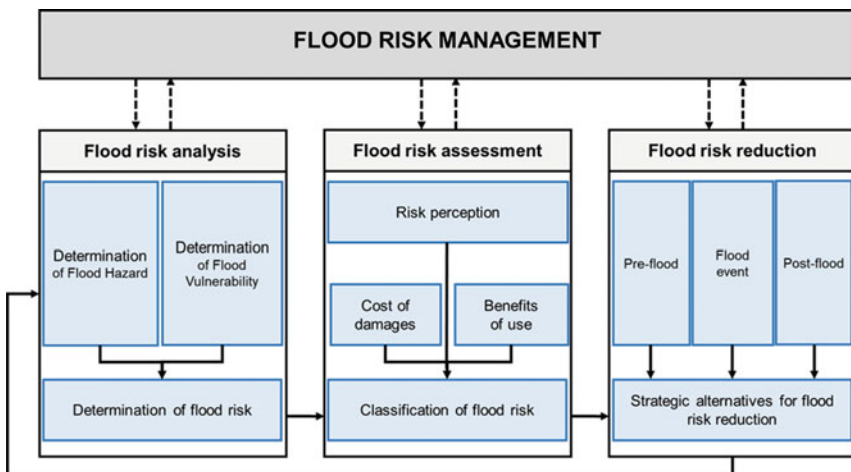 FLOOD RISK MANAGEMENT
Flood risk analysis
Determination
of Flood Hazard
Determination
of Flood
Vulnerability
Determination of flood risk
Flood risk assessment
Risk perception
Cost of
damages
Benefits
of use
Classification of flood risk
Flood risk reduction
Pre-flood
Flood
event
Post-flood
Strategic alternatives for flood
risk reduction